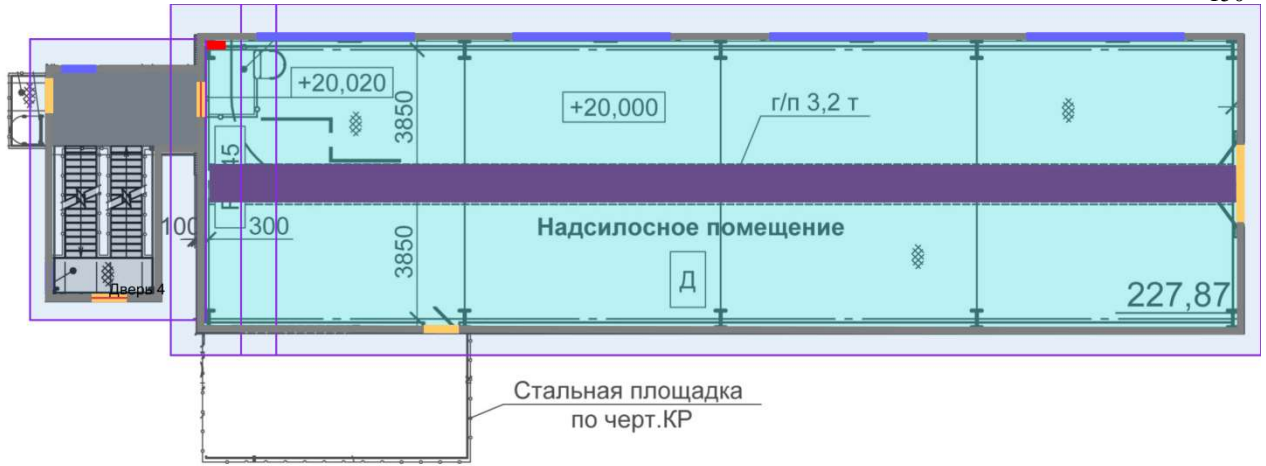 +20,020
+20,000
г/п 3,2 т
3850
45
100
300
Надсилосное помещение
3850
Д
Дверь 4
227,87
Стальная площадка
по черт.КР